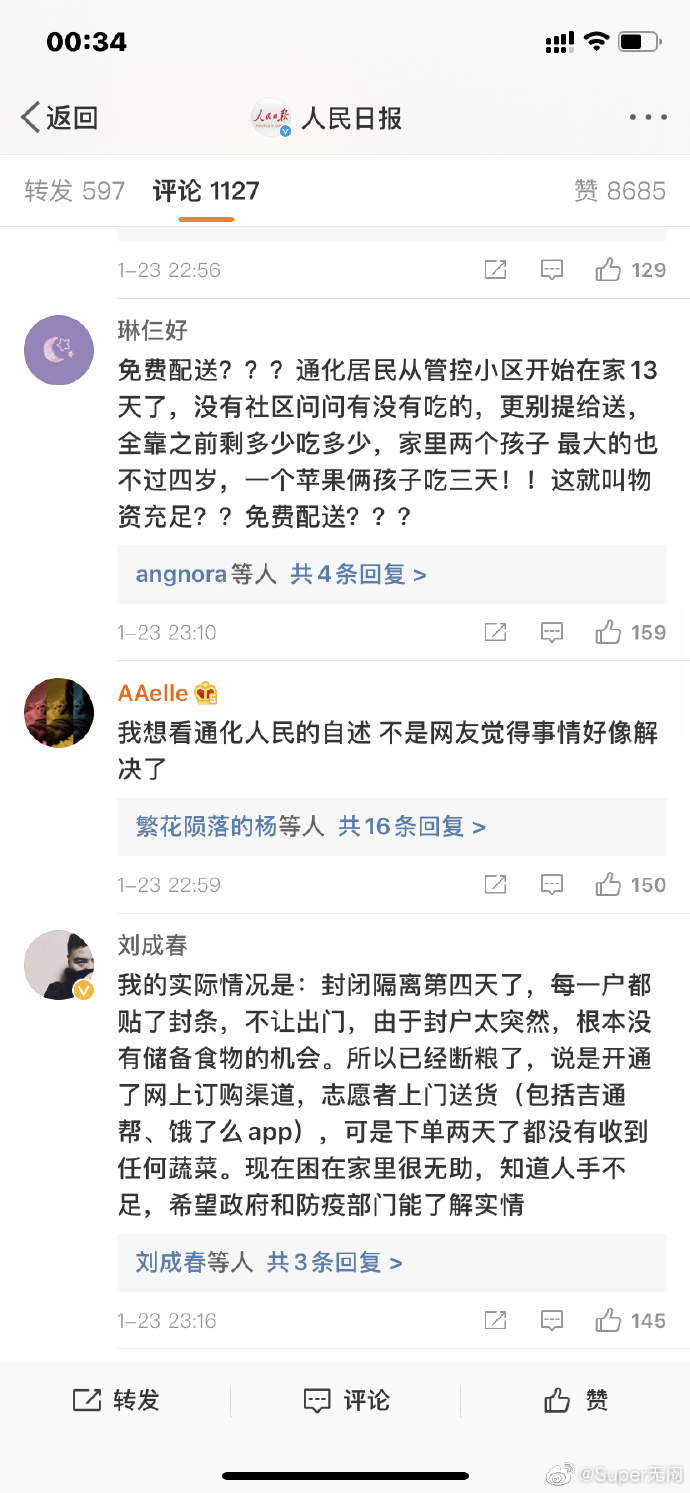 00:34
返回
人民日报
转发 597 评论 1127 赞 8685
1-23 22:56 129
琳仨好
免费配送？？？通化居民从管控小区开始在家13
天了，没有社区问问有没有吃的，更别提给送，
全靠之前剩多少吃多少，家里两个孩子 最大的也
不过四岁，一个苹果俩孩子吃三天！！这就叫物
资充足？？免费配送？？？
angnora等人 共4条回复 >
1-23 23:10 159
AAelle
我想看通化人民的自述 不是网友觉得事情好像解
决了
繁花陨落的杨等人 共16条回复 >
1-23 22:59 150
刘成春
我的实际情况是：封闭隔离第四天了，每一户都
贴了封条，不让出门，由于封户太突然，根本没
有储备食物的机会。所以已经断粮了，说是开通
了网上订购渠道，志愿者上门送货（包括吉通
帮、饿了么app），可是下单两天了都没有收到
任何蔬菜。现在困在家里很无助，知道人手不
足，希望政府和防疫部门能了解实情
刘成春等人 共3条回复 >
1-23 23:16 145
转发 评论 赞
@Super无闷